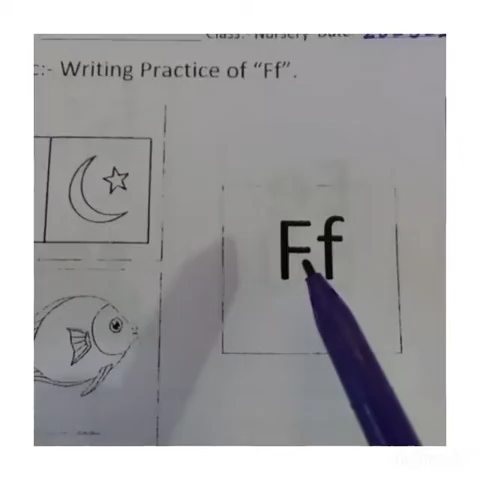 Class: Nursery Date
c:- Writing Practice of “Ff”.
Ff